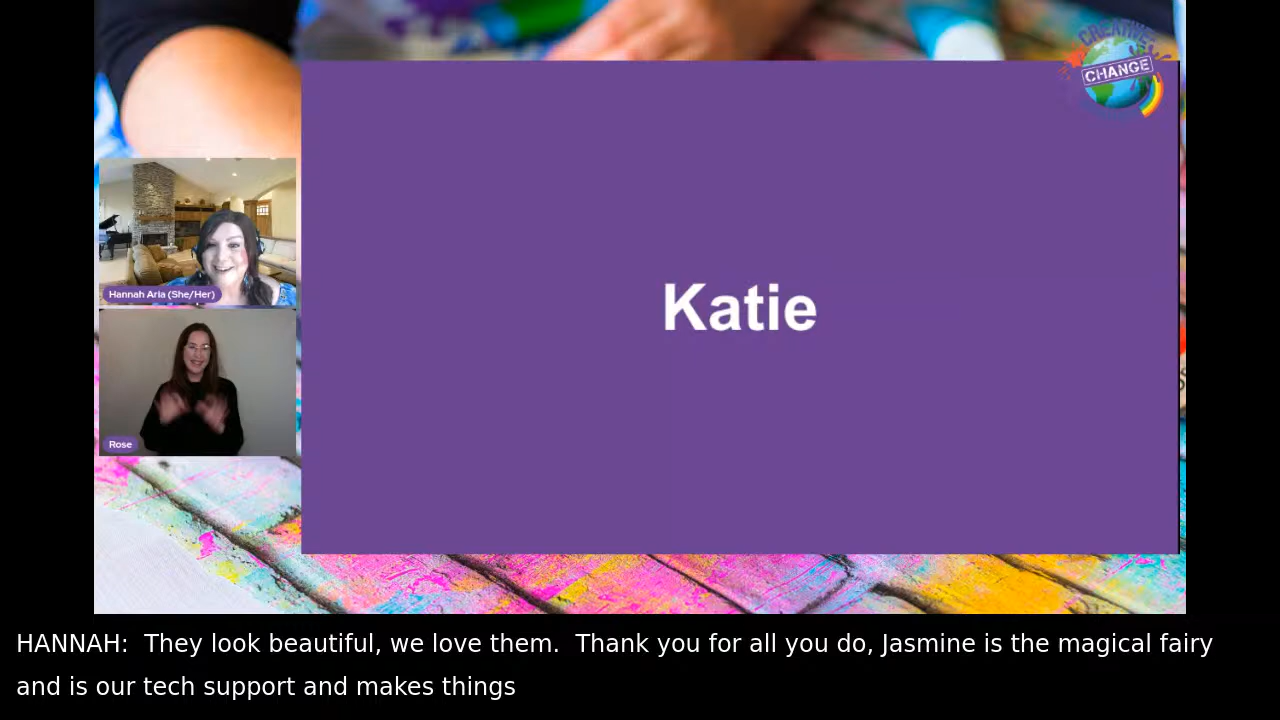 CREATIVE
CHANGE
Katie
Hannah Aria (She/Her)
Rose
HANNAH:  They look beautiful, we love them.  Thank you for all you do, Jasmine is the magical fairy
and is our tech support and makes things